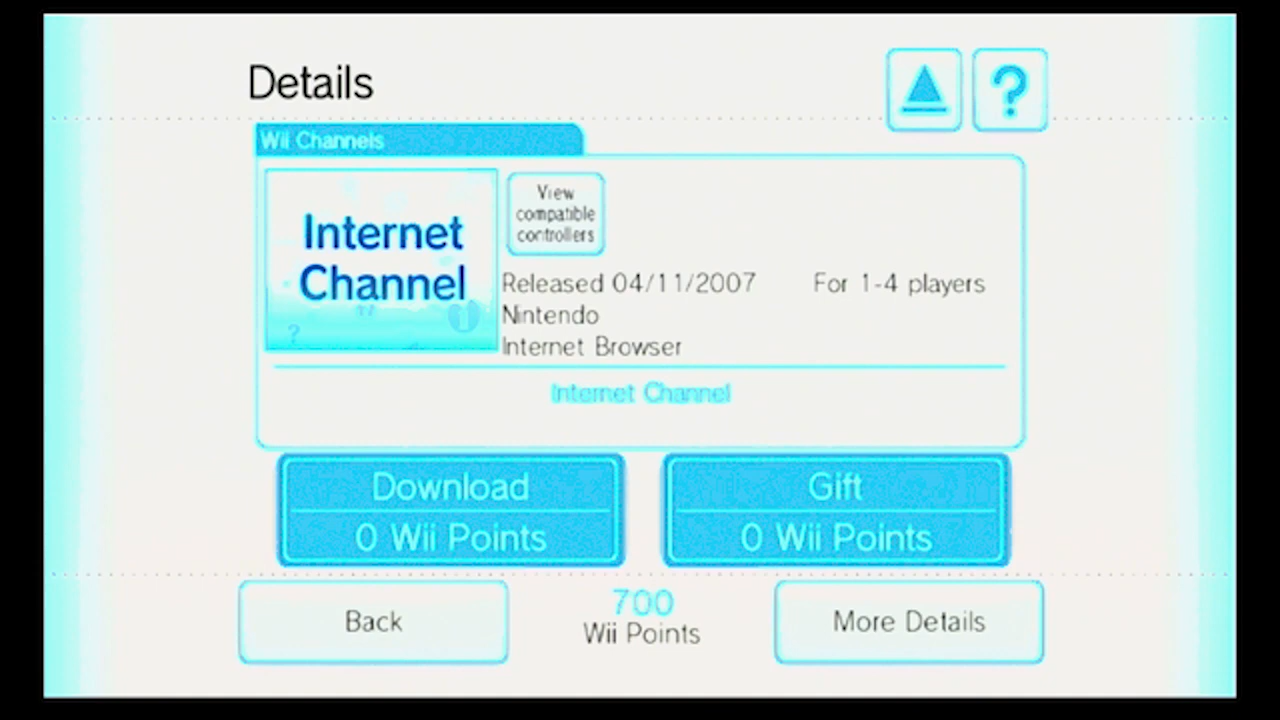 Details
?
Wii Channels
Internet
Channel
View
compatible
controllers
Released 04/11/2007 For 1-4 players
Nintendo
Internet Browser
?
Internet Channel
Download
0 Wii Points
Gift
0 Wii Points
Back
700
Wii Points
More Details